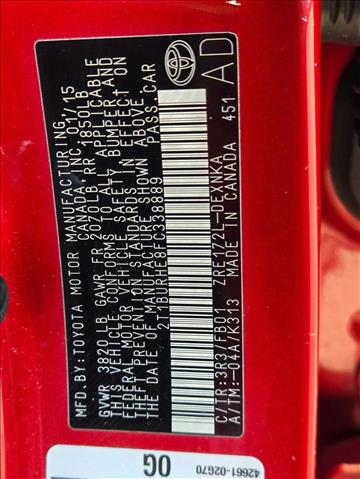 MFD.BY:TOYOTA MOTOR MANUFACTURING,
CANADA INC. 01/15
GVWR 3820LB GAWR FR 2070LB RR 1850LB
THIS VEHICLE CONFORMS TO ALL APPLICABLE
FEDERAL MOTOR VEHICLE SAFETY, BUMPER, AND
THEFT PREVENTION STANDARDS IN EFFECT ON
THE DATE OF MANUFACTURE SHOWN ABOVE.
2T1BURHE8FC338889 PASS.CAR
AD
C/TR:3R3/FB01 ZRE172L-DEXNKA
A/TM:-04A/K313 MADE IN CANADA 451
0G
42661-02G70